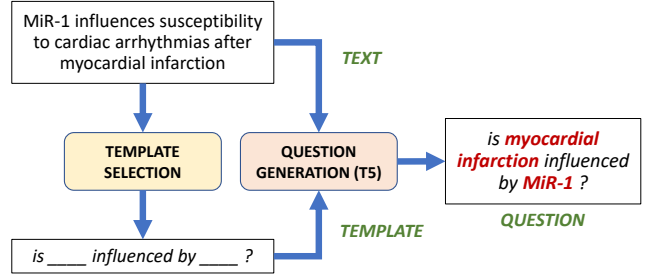 MiR-1 influences susceptibility
to cardiac arrhythmias after
myocardial infarction
TEXT
TEMPLATE
SELECTION
QUESTION
GENERATION (T5)
is myocardial
infarction influenced
by MiR-1 ?
QUESTION
TEMPLATE
is ____ influenced by ____ ?